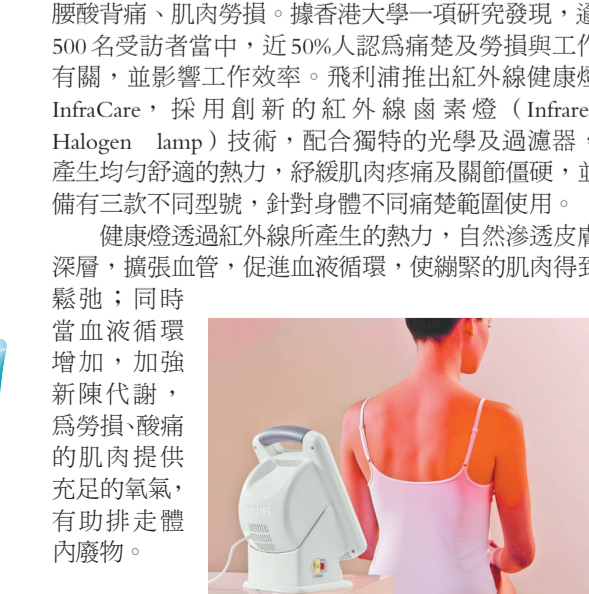 腰酸背痛、肌肉勞損。據香港大學一項研究發現，
500名受訪者當中，近50%人認爲痛楚及勞損與工作
有關，並影響工作效率。飛利浦推出紅外線健康燈
InfraCare，採用創新的紅外線鹵素燈（Infrare
Halogen lamp）技術，配合獨特的光學及過濾器，
產生均勻舒適的熱力，紓緩肌肉疼痛及關節僵硬，並
備有三款不同型號，針對身體不同痛楚範圍使用。
健康燈透過紅外線所產生的熱力，自然滲透皮膚
深層，擴張血管，促進血液循環，使繃緊的肌肉得到
鬆弛；同時
當血液循環
增加，加強
新陳代謝，
爲勞損、酸痛
的肌肉提供
充足的氧氣，
有助排走體
內廢物。
PHILIPS